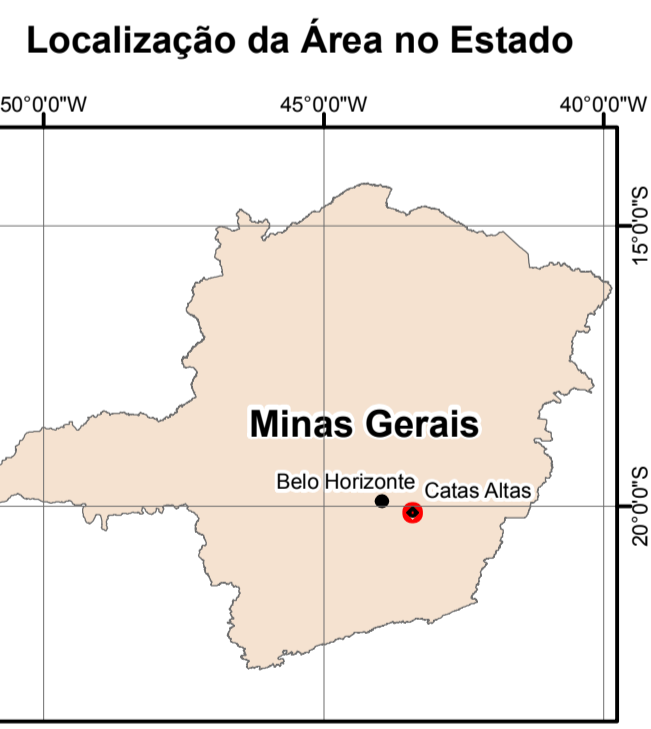 Localização da Área no Estado
50°0'0"W 45°0'0"W 40°0'0"W
15°0'0"S
Minas Gerais
Belo Horizonte
Catas Altas
20°0'0"S